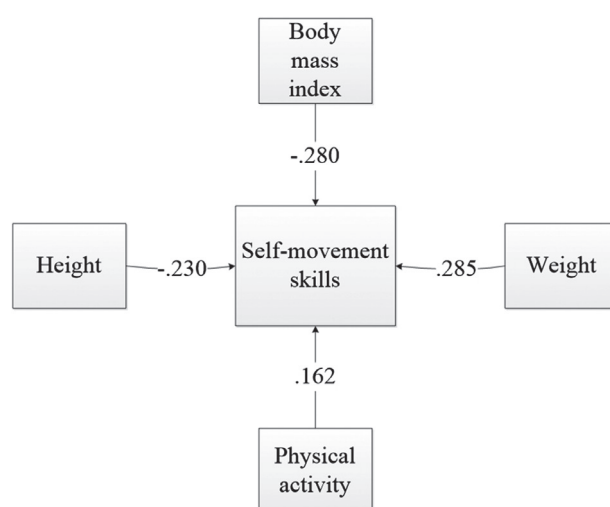 Body
mass
index
-.280
Height
-.230
Self-movement
skills
.285
Weight
.162
Physical
activity